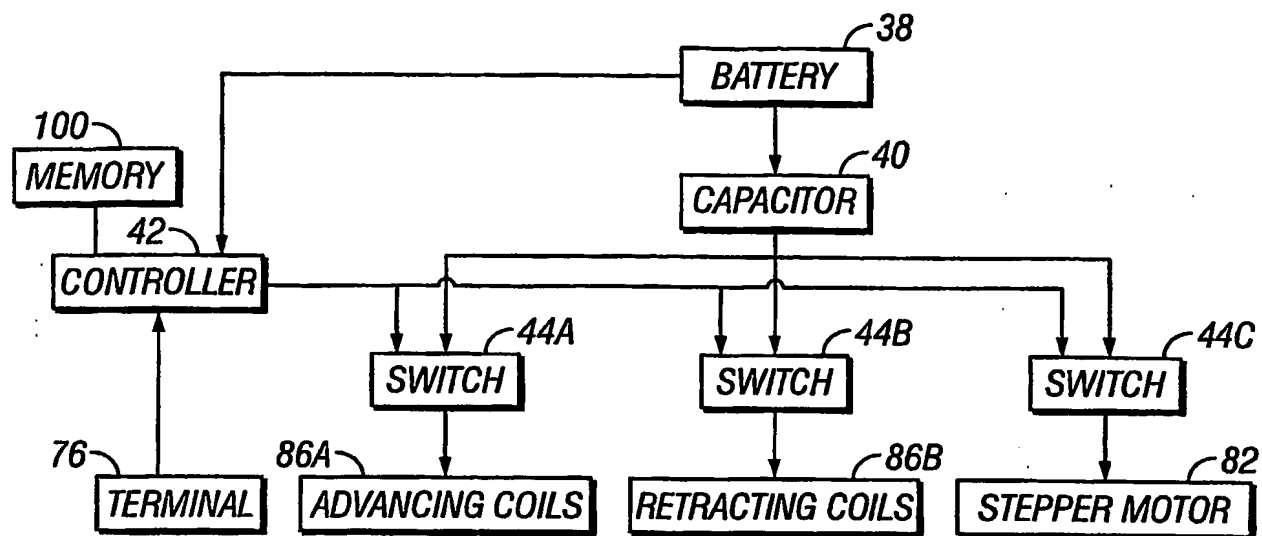 38
BATTERY
100
MEMORY
40
CAPACITOR
42
CONTROLLER
44A
SWITCH
44B
SWITCH
44C
SWITCH
76
TERMINAL
86A
ADVANCING COILS
86B
RETRACTING COILS
82
STEPPER MOTOR